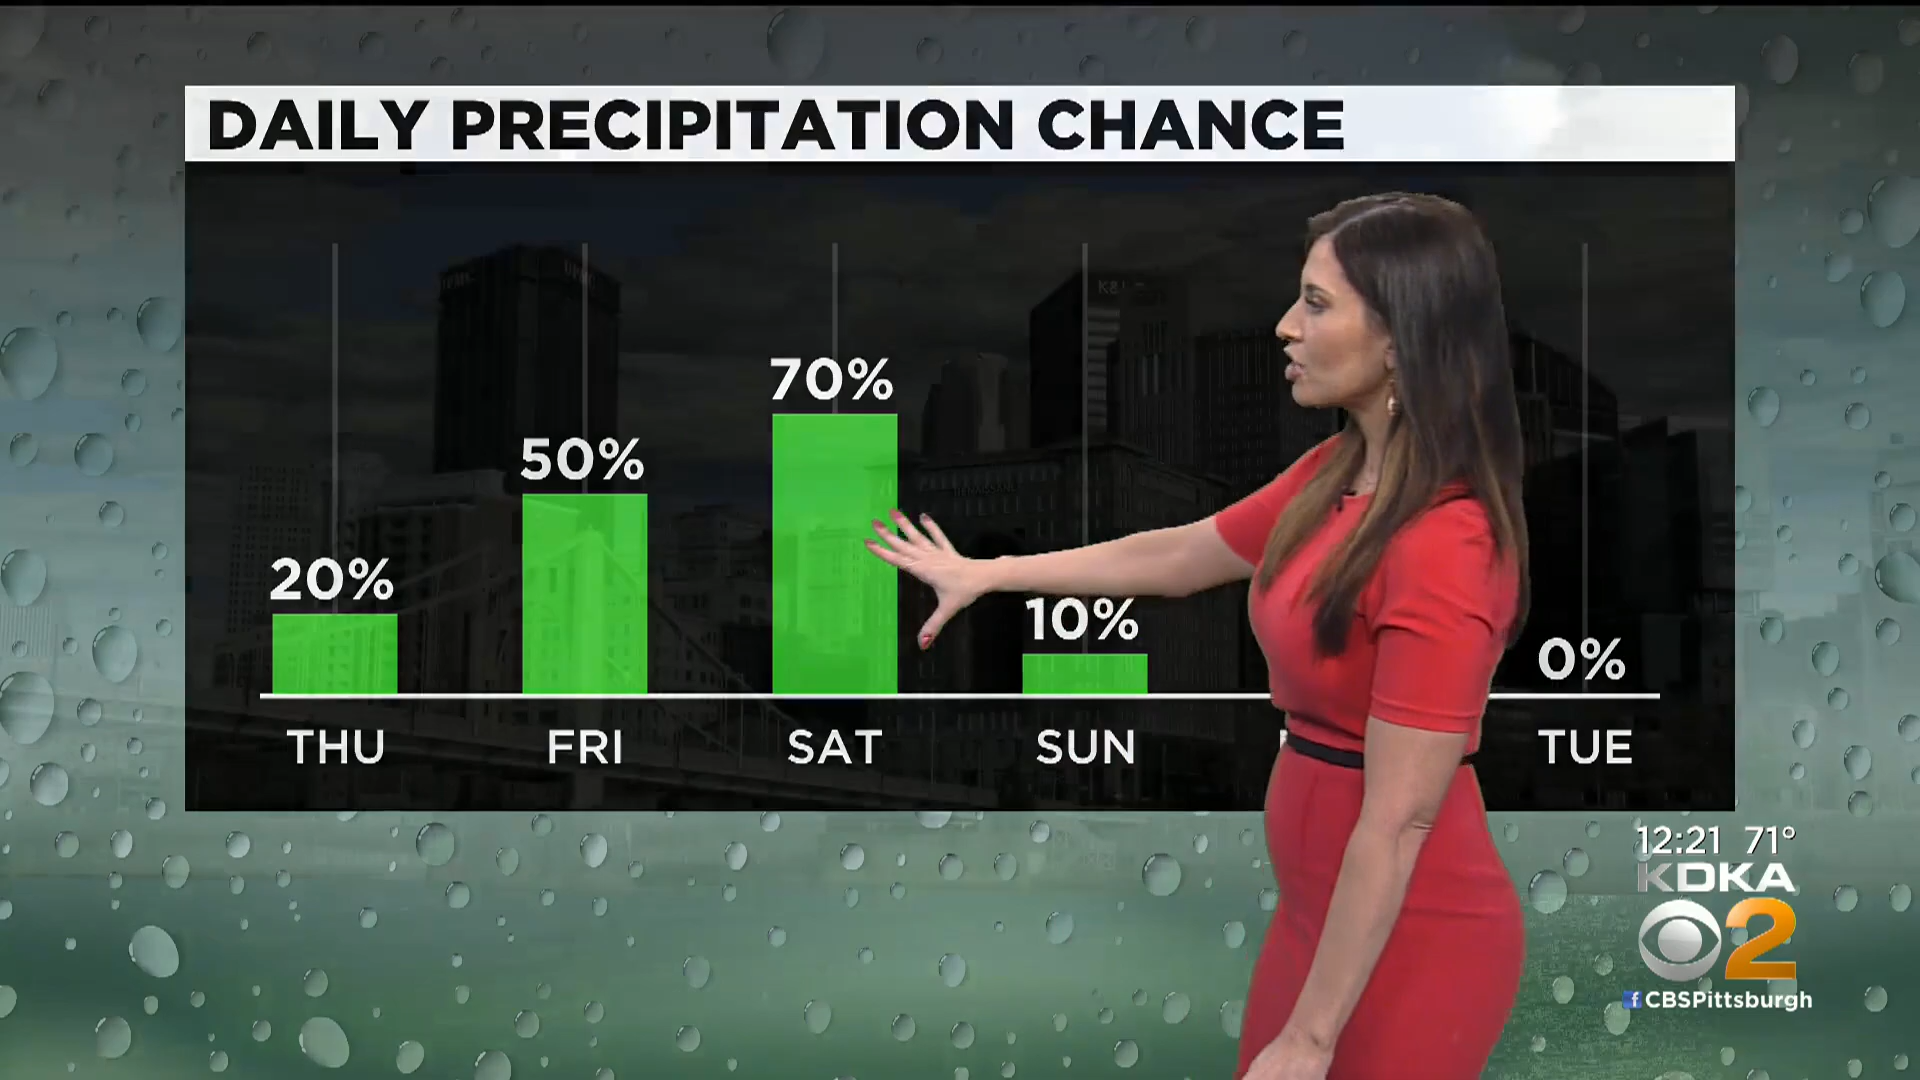 DAILY PRECIPITATION CHANCE
20%
50%
70%
10%
0%
THU
FRI
SAT
SUN
TUE
12:21 71°
KDKA
2
CBSPittsburgh
UPMC